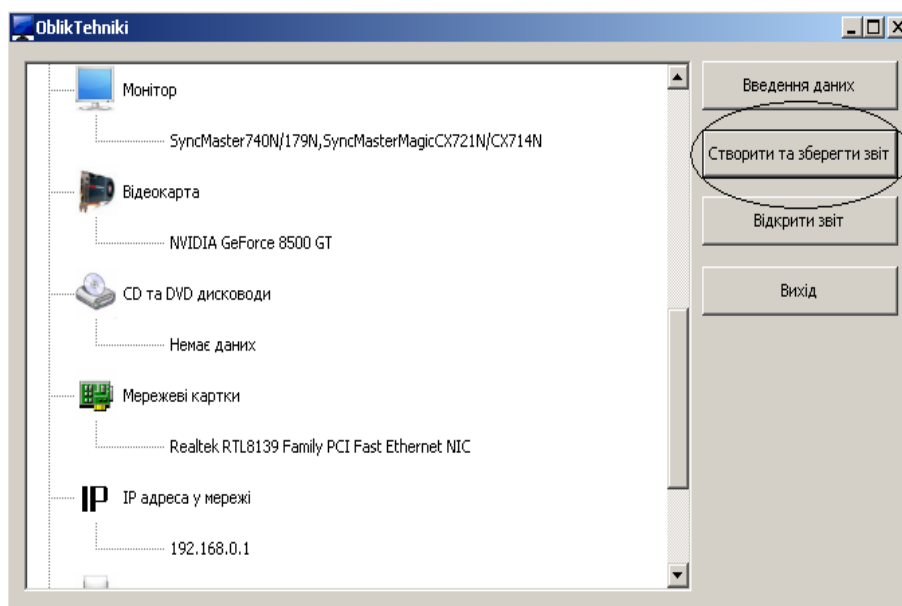 OblikTehniki
Монітор
SyncMaster740N/179N,SyncMasterMagicCX721N/CX714N
Відеокарта
NVIDIA GeForce 8500 GT
CD та DVD дисководи
Немає даних
Мережеві картки
Realtek RTL8139 Family PCI Fast Ethernet NIC
IP
IP адреса у мережі
192.168.0.1
Введення даних
Створити та зберегти звіт
Відкрити звіт
Вихід